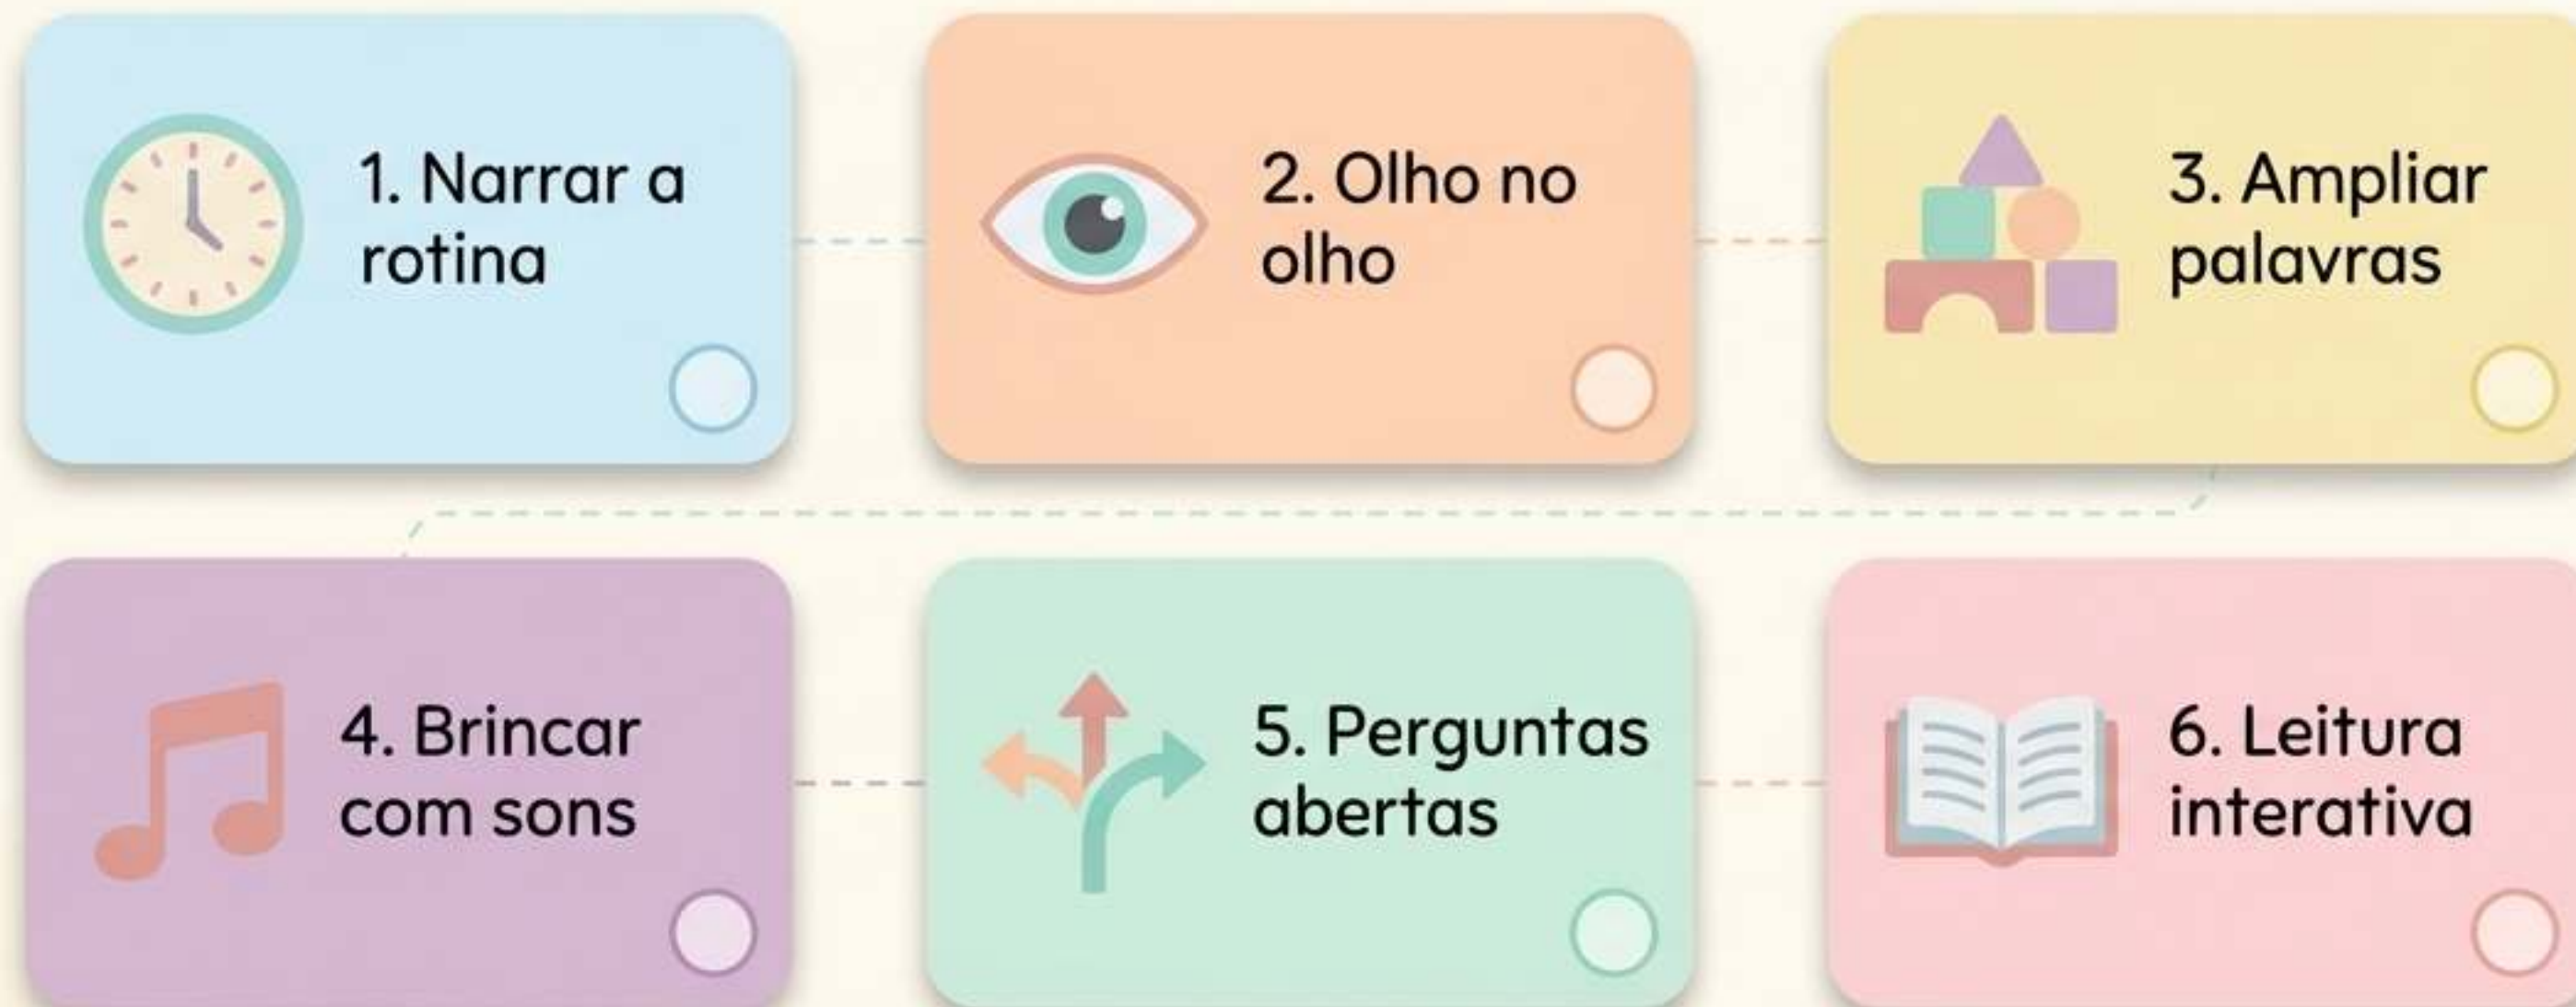 1. Narrar a
rotina
2. Olho no
olho
3. Ampliar
palavras
4. Brincar
com sons
5. Perguntas
abertas
6. Leitura
interativa